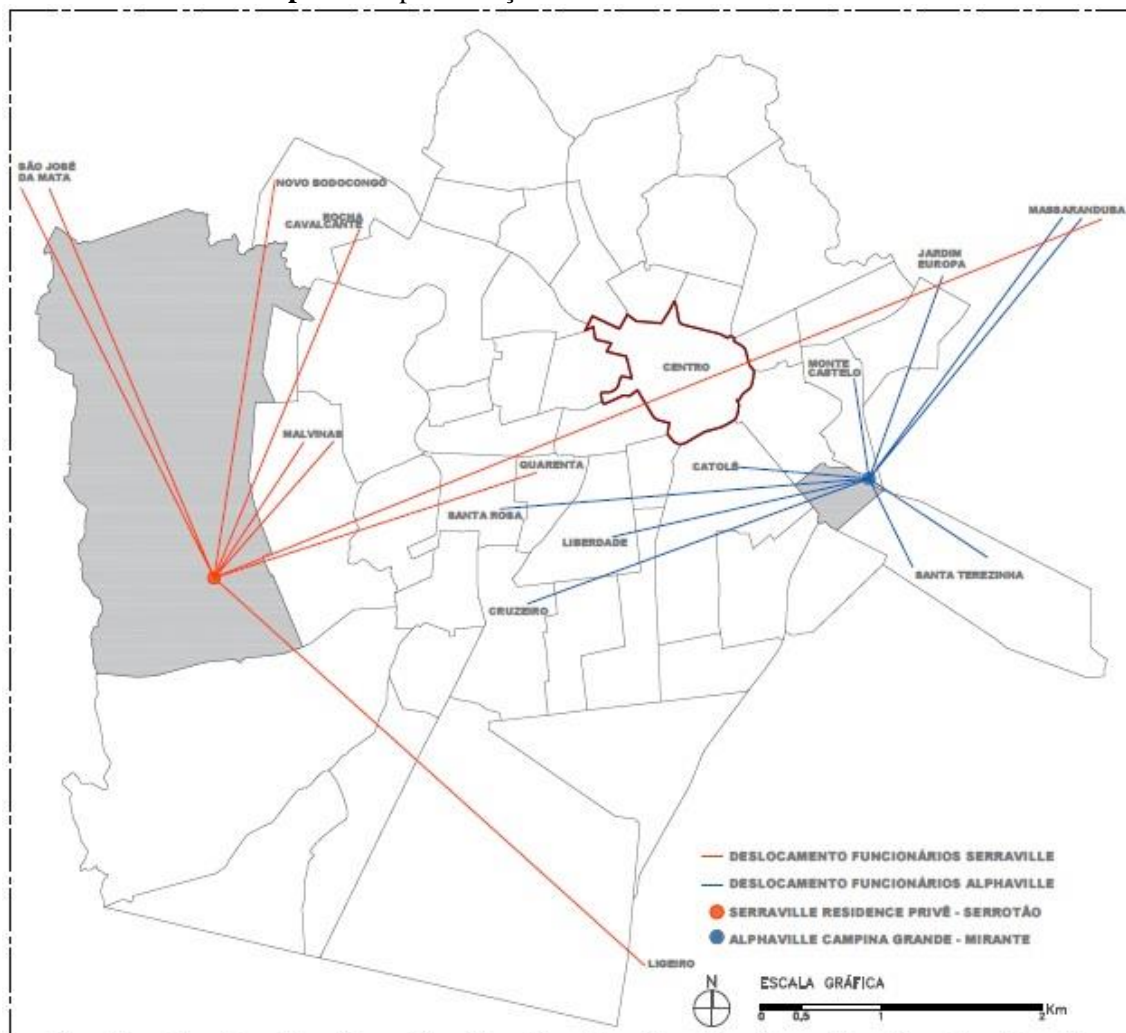 SÃO JOSÉ
DA MATA
NOVO BODOCONGÓ
ROCHA
CAVALCANTE
MASSARANDUBA
JARDIM
EUROPA
MONTE
CASTELO
CENTRO
MALVINAS
QUARENTA
CATOLÉ
SANTA ROSA
LIBERDADE
SANTA TEREZINHA
CRUZEIRO
LIGEIRO
DESLOCAMENTO FUNCIONÁRIOS SERRAVILLE
DESLOCAMENTO FUNCIONÁRIOS ALPHAVILLE
SERRAVILLE RESIDENCE PRIVÊ - SERROTÃO
ALPHAVILLE CAMPINA GRANDE - MIRANTE
N
ESCALA GRÁFICA
0 0,5 1 2 Km